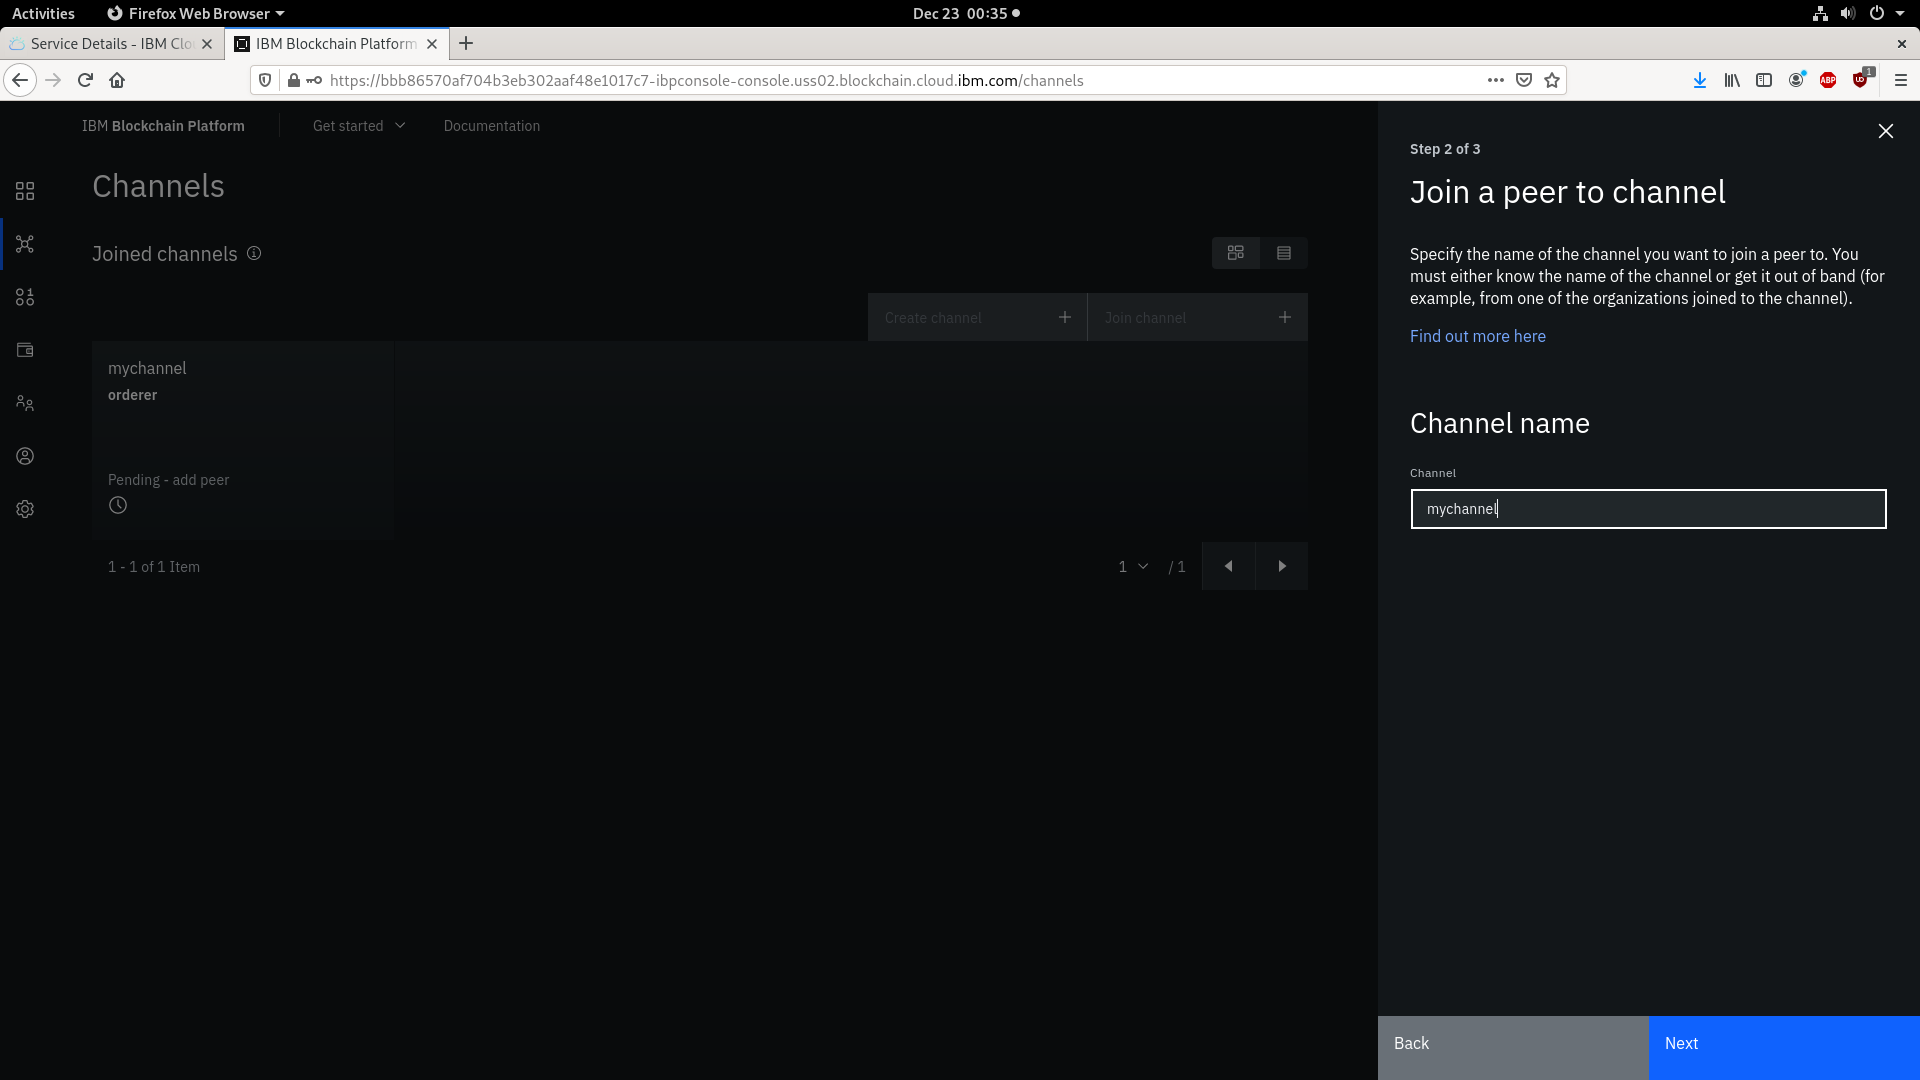 Activities
Firefox Web Browser
Dec 23 00:35
Service Details - IBM Clo
IBM Blockchain Platform
https://bbb86570af704b3eb302aaf48e1017c7-ibpconsole-console.uss02.blockchain.cloud.ibm.com/channels
ABP
1
IBM Blockchain Platform
Get started
Documentation
Channels
Joined channels
Create channel
Join channel
mychannel
orderer
Pending - add peer
1 - 1 of 1 Item
1
/ 1
Step 2 of 3
Join a peer to channel
Specify the name of the channel you want to join a peer to. You
must either know the name of the channel or get it out of band (for
example, from one of the organizations joined to the channel).
Find out more here
Channel name
Channel
mychannel
Back
Next